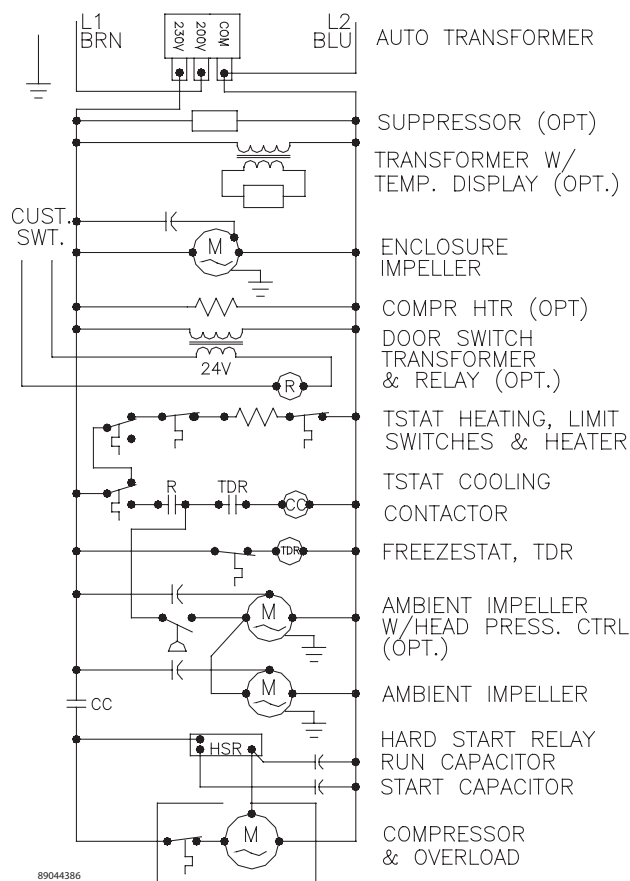 L1
BRN
230V
200V
COM
L2
BLU
AUTO TRANSFORMER
SUPPRESSOR (OPT)
TRANSFORMER W/
TEMP. DISPLAY (OPT.)
CUST.
SWT.
M
ENCLOSURE
IMPELLER
COMPR HTR (OPT)
DOOR SWITCH
TRANSFORMER
& RELAY (OPT.)
24V
R
TSTAT HEATING, LIMIT
SWITCHES & HEATER
TSTAT COOLING
R
TDR
CC
CONTACTOR
TDR
FREEZESTAT, TDR
M
AMBIENT IMPELLER
W/HEAD PRESS. CTRL
(OPT.)
M
AMBIENT IMPELLER
CC
HSR
HARD START RELAY
RUN CAPACITOR
START CAPACITOR
M
COMPRESSOR
& OVERLOAD
89044386